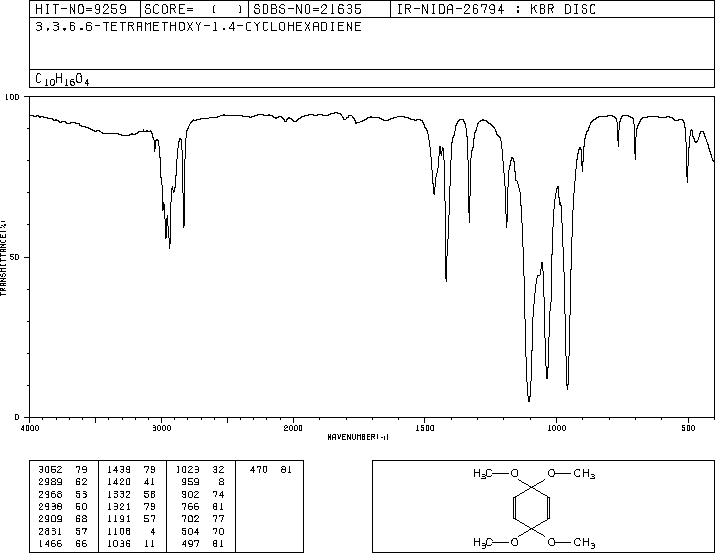 HIT-NO=9259 SCORE= ( ) SDBS-NO=21635 IR-NIDA-26794 : KBR DISC
3,3,6,6-TETRAMETHOXY-1,4-CYCLOHEXADIENE
C10H16O4
100
50
0
TRANSMITTANCE(%)
4000 3000 2000 1500 1000 500
WAVENUMBER(-1)
3052 79 1439 79 1023 32 470 81
2989 62 1420 41 959 8
2968 53 1332 58 902 74
2938 50 1321 79 766 81
2909 68 1191 57 702 77
2831 57 1108 4 504 70
1466 66 1036 11 497 81
H3C—O O—CH3
H3C—O O—CH3